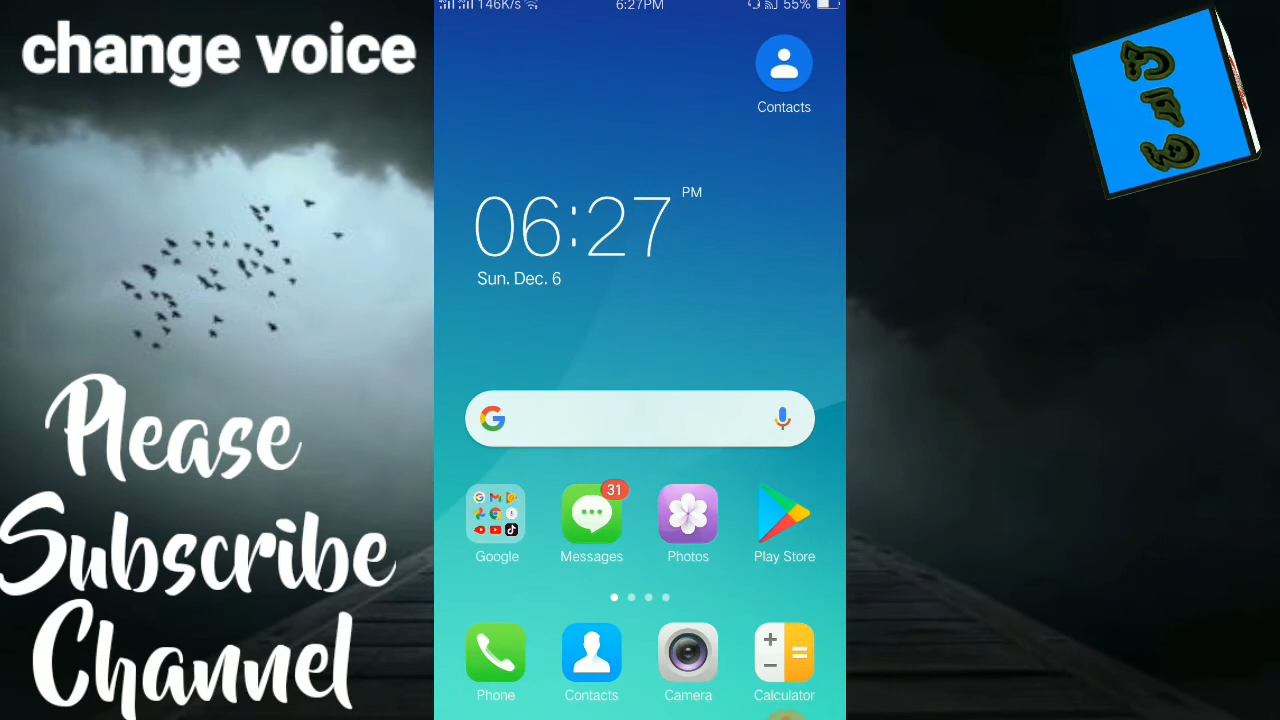 change voice
Please
Subscribe
Channel
146K/s
6:27PM
55%
Contacts
06:27 PM
Sun. Dec. 6
31
Google
Messages
Photos
Play Store
Phone
Contacts
Camera
Calculator